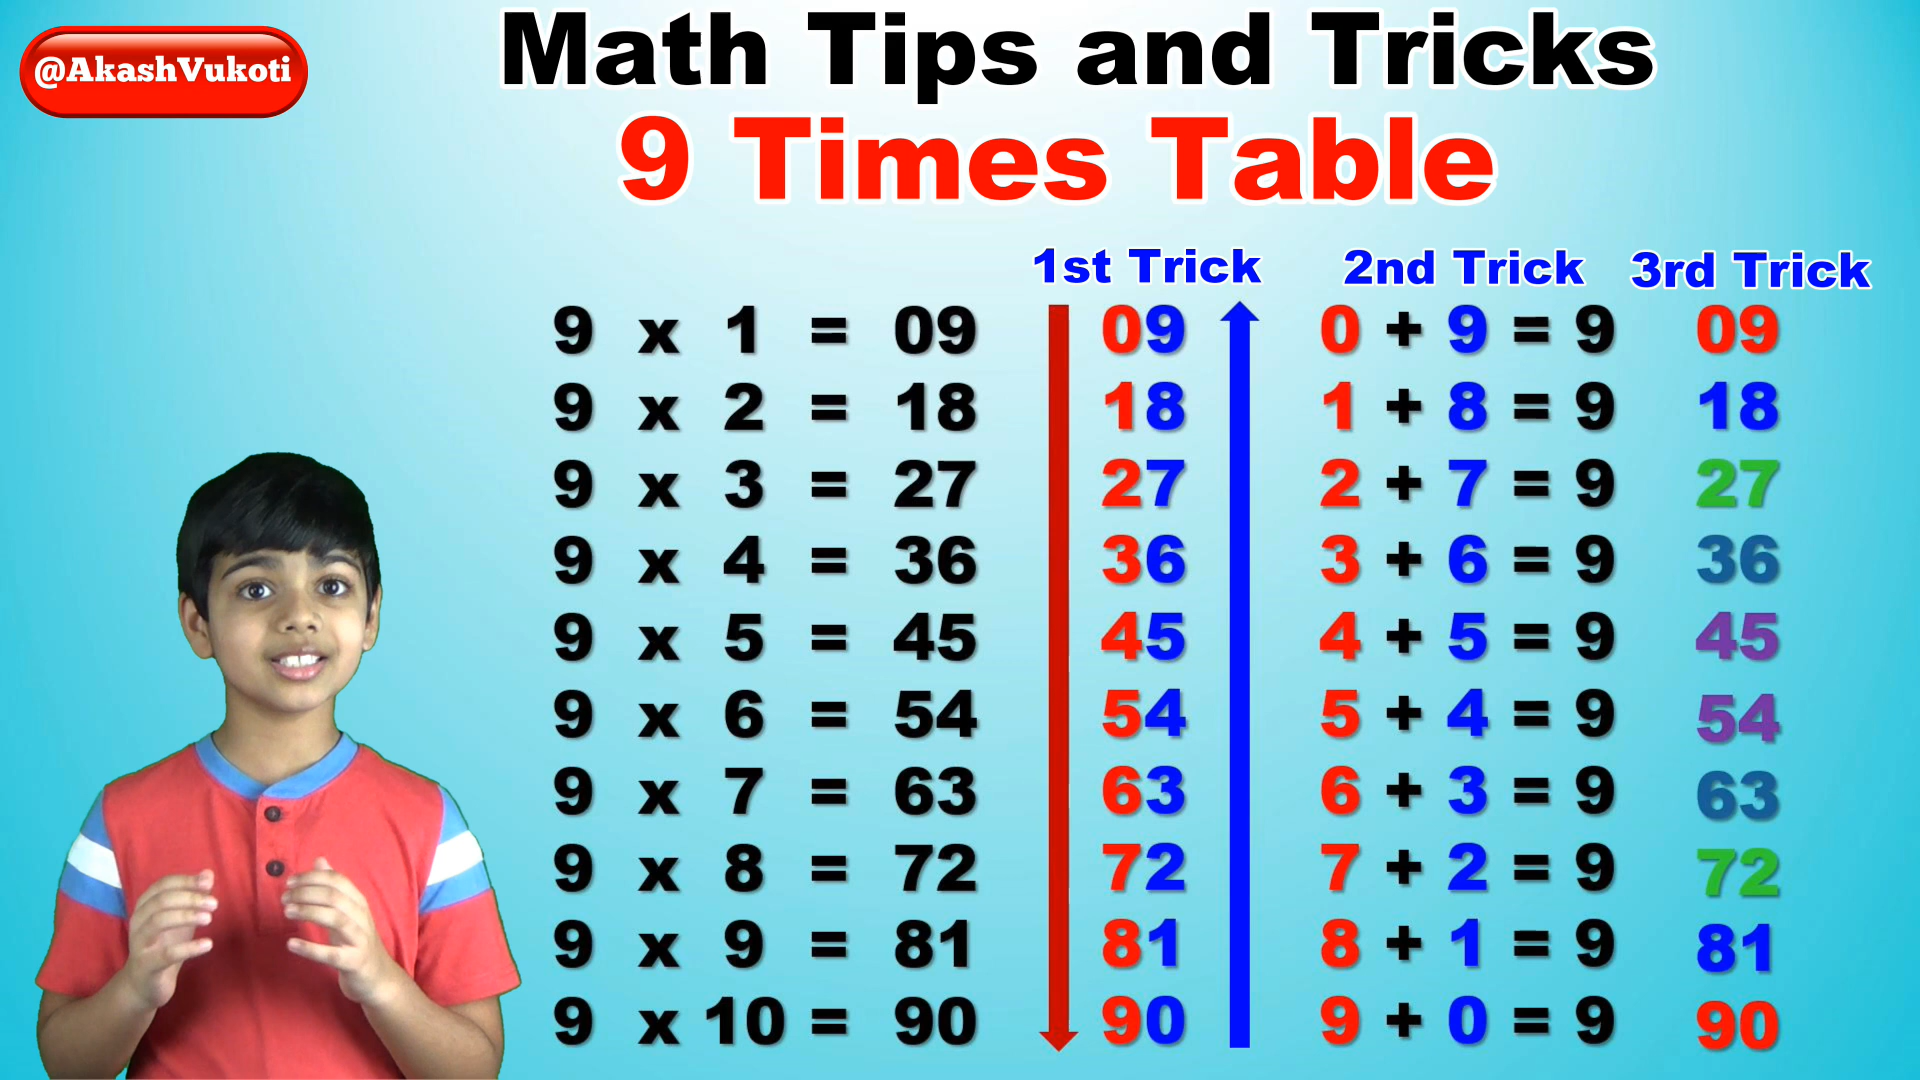 @AkashVukoti
Math Tips and Tricks
9 Times Table
1st Trick 2nd Trick 3rd Trick
9 x 1 = 09 09 0 + 9 = 9 09
9 x 2 = 18 18 1 + 8 = 9 18
9 x 3 = 27 27 2 + 7 = 9 27
9 x 4 = 36 36 3 + 6 = 9 36
9 x 5 = 45 45 4 + 5 = 9 45
9 x 6 = 54 54 5 + 4 = 9 54
9 x 7 = 63 63 6 + 3 = 9 63
9 x 8 = 72 72 7 + 2 = 9 72
9 x 9 = 81 81 8 + 1 = 9 81
9 x 10 = 90 90 9 + 0 = 9 90